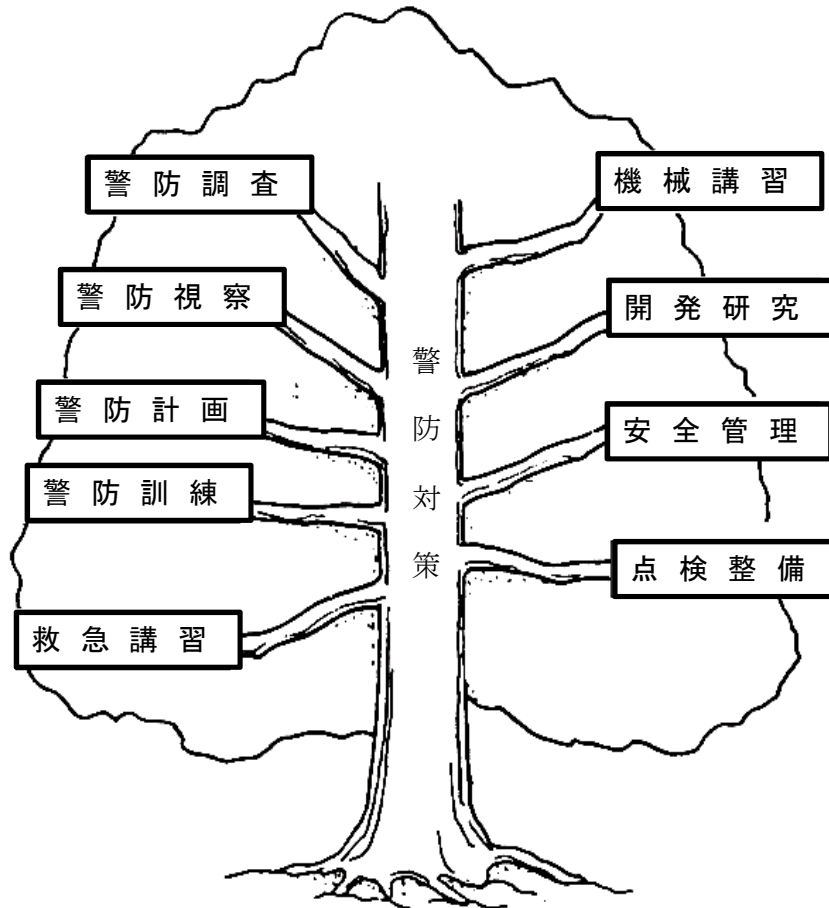 警防調査
警防視察
警防計画
警防訓練
救急講習
警防対策
機械講習
開発研究
安全管理
点検整備